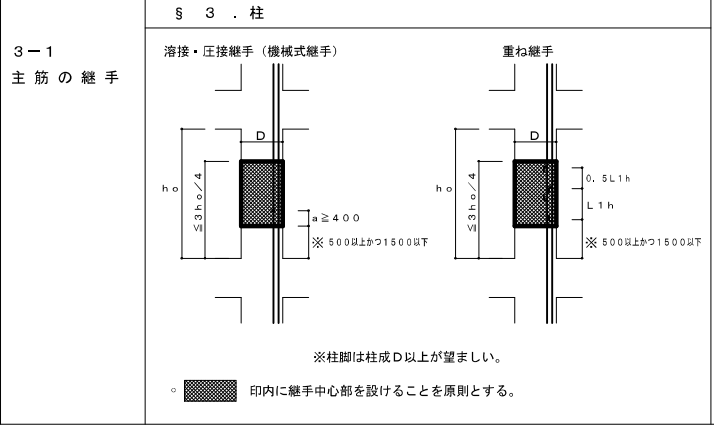 § 3 . 柱
3-1
主筋の継手
溶接・圧接継手（機械式継手）
重ね継手
D
D
ho
≦3ho/4
a≧400
※ 500以上かつ1500以下
ho
≦3ho/4
0.5L1h
L1h
※ 500以上かつ1500以下
※柱脚は柱成D以上が望ましい。
○ 印内に継手中心部を設けることを原則とする。